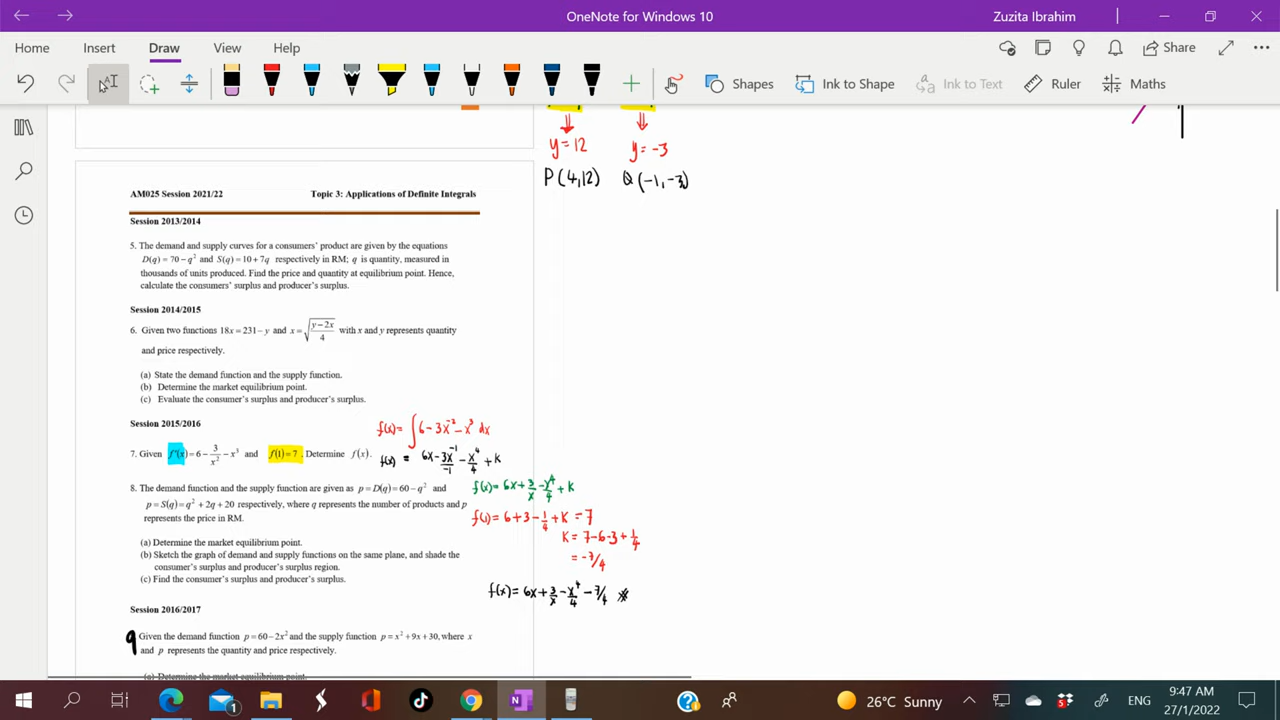 OneNote for Windows 10
Zuzita Ibrahim
Home Insert Draw View Help
Share
Shapes Ink to Shape Ink to Text Ruler Maths
y = 12 y = -3
P(4,12) Q(-1,-3)
AM025 Session 2021/22 Topic 3: Applications of Definite Integrals
Session 2013/2014
5. The demand and supply curves for a consumers' product are given by the equations
D(q) = 70 − q² and S(q) = 10 + 7q respectively in RM; q is quantity, measured in
thousands of units produced. Find the price and quantity at equilibrium point. Hence,
calculate the consumers' surplus and producer's surplus.
Session 2014/2015
6. Given two functions 18x = 231 − y and x = √((y−2x)/4) with x and y represents quantity
and price respectively.
(a) State the demand function and the supply function.
(b) Determine the market equilibrium point.
(c) Evaluate the consumer's surplus and producer's surplus.
Session 2015/2016
f(x) = ∫ 6 − 3x⁻² − x³ dx
7. Given f'(x) = 6 − 3/x² − x³ and f(1) = 7. Determine f(x).
f(x) = 6x − 3x⁻¹/−1 − x⁴/4 + K
f(x) = 6x + 3/x − x⁴/4 + K
8. The demand function and the supply function are given as p = D(q) = 60 − q² and
p = S(q) = q² + 2q + 20 respectively, where q represents the number of products and p
represents the price in RM.
f(1) = 6 + 3 − 1/4 + K = 7
K = 7 − 6 − 3 + 1/4
= −7/4
(a) Determine the market equilibrium point.
(b) Sketch the graph of demand and supply functions on the same plane, and shade the
consumer's surplus and producer's surplus region.
(c) Find the consumer's surplus and producer's surplus.
f(x) = 6x + 3/x − x⁴/4 − 7/4
Session 2016/2017
9 Given the demand function p = 60 − 2x² and the supply function p = x² + 9x + 30, where x
and p represents the quantity and price respectively.
(a) Determine the market equilibrium point.
26°C Sunny
ENG
9:47 AM
27/1/2022